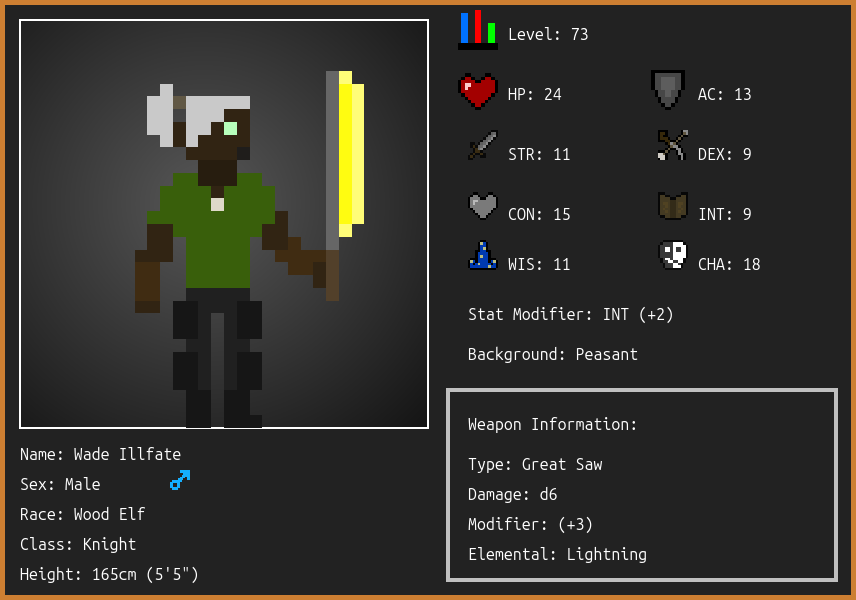 Level: 73
HP: 24
AC: 13
STR: 11
DEX: 9
CON: 15
INT: 9
WIS: 11
CHA: 18
Stat Modifier: INT (+2)
Background: Peasant
Weapon Information:
Type: Great Saw
Damage: d6
Modifier: (+3)
Elemental: Lightning
Name: Wade Illfate
Sex: Male
Race: Wood Elf
Class: Knight
Height: 165cm (5'5")